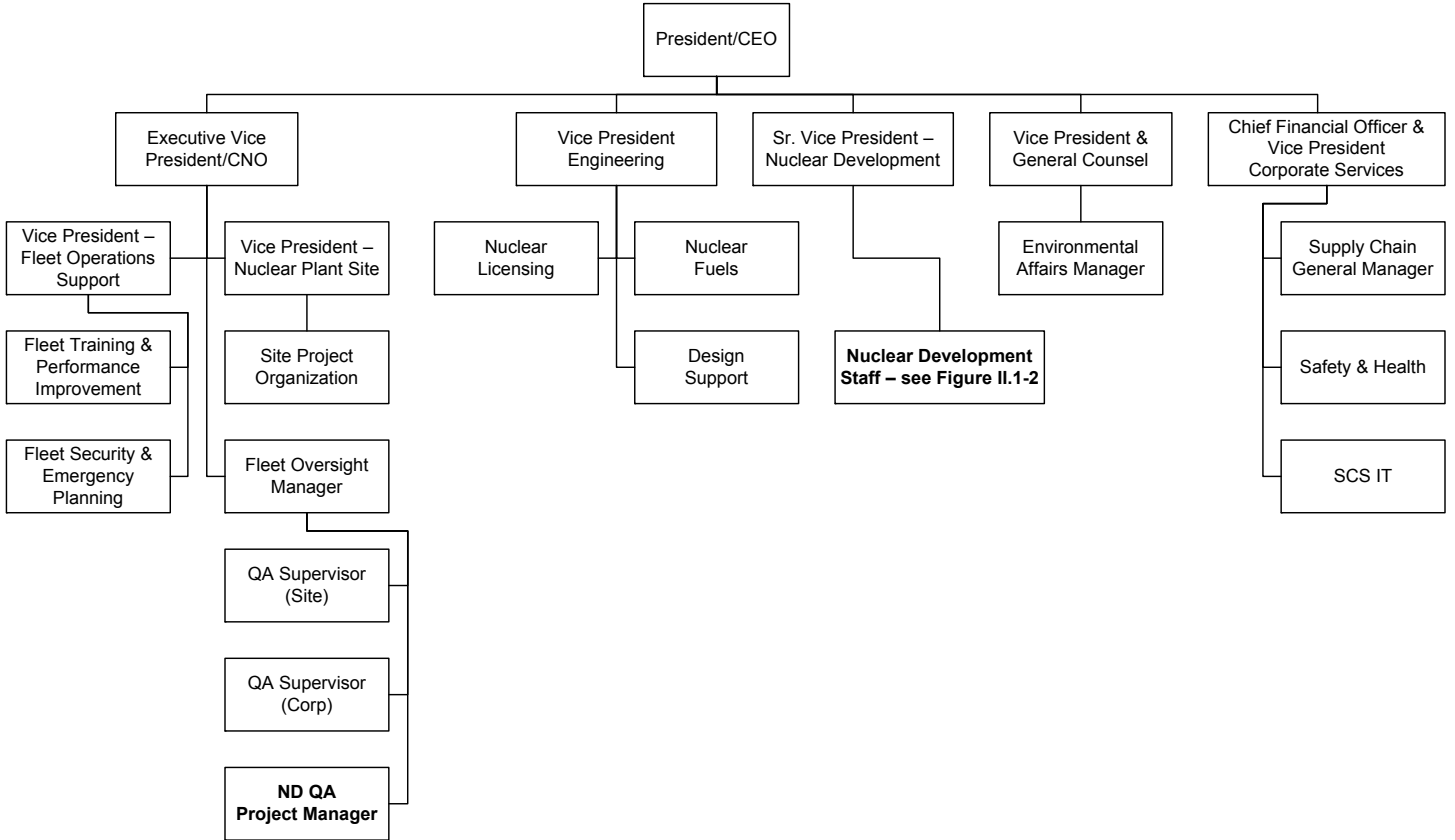 President/CEO
Executive Vice
President/CNO
Vice President
Engineering
Sr. Vice President –
Nuclear Development
Vice President &
General Counsel
Chief Financial Officer &
Vice President
Corporate Services
Vice President –
Fleet Operations
Support
Vice President –
Nuclear Plant Site
Nuclear
Licensing
Nuclear
Fuels
Environmental
Affairs Manager
Supply Chain
General Manager
Fleet Training &
Performance
Improvement
Site Project
Organization
Design
Support
Nuclear Development
Staff – see Figure II.1-2
Safety & Health
Fleet Security &
Emergency
Planning
Fleet Oversight
Manager
SCS IT
QA Supervisor
(Site)
QA Supervisor
(Corp)
ND QA
Project Manager